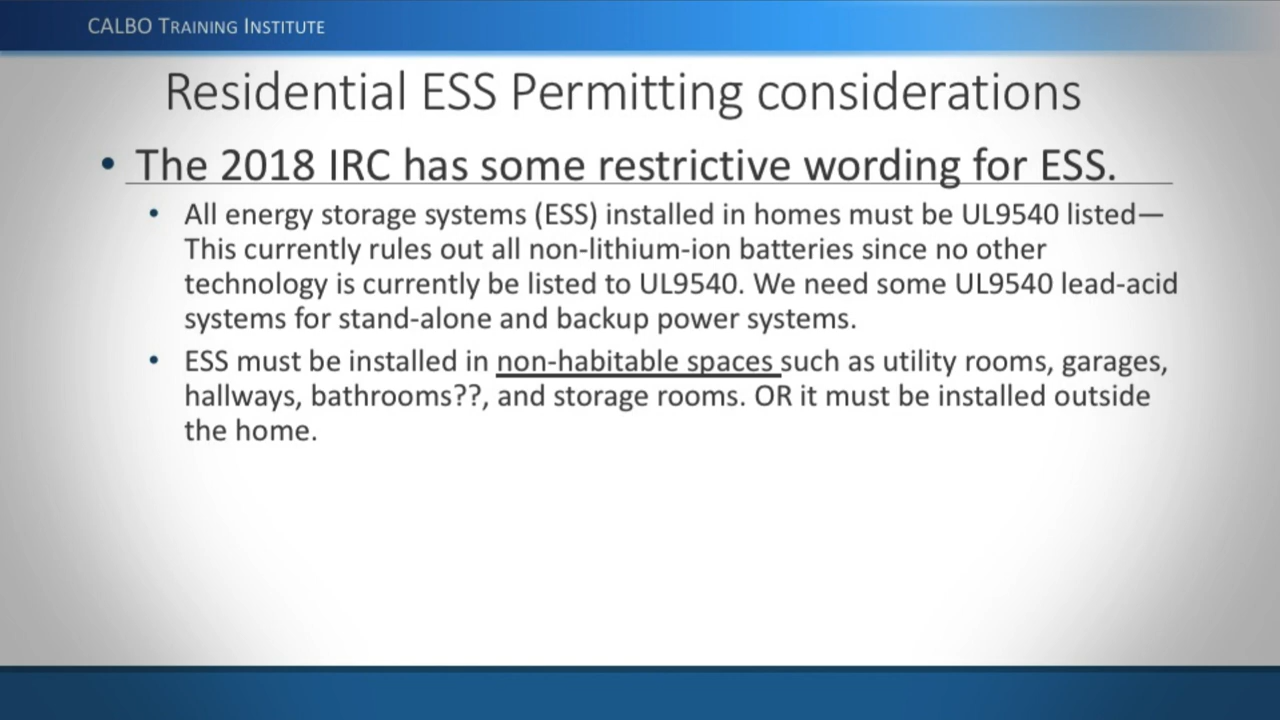 CALBO TRAINING INSTITUTE
Residential ESS Permitting considerations
• The 2018 IRC has some restrictive wording for ESS.
• All energy storage systems (ESS) installed in homes must be UL9540 listed—
This currently rules out all non-lithium-ion batteries since no other
technology is currently be listed to UL9540. We need some UL9540 lead-acid
systems for stand-alone and backup power systems.
• ESS must be installed in non-habitable spaces such as utility rooms, garages,
hallways, bathrooms??, and storage rooms. OR it must be installed outside
the home.